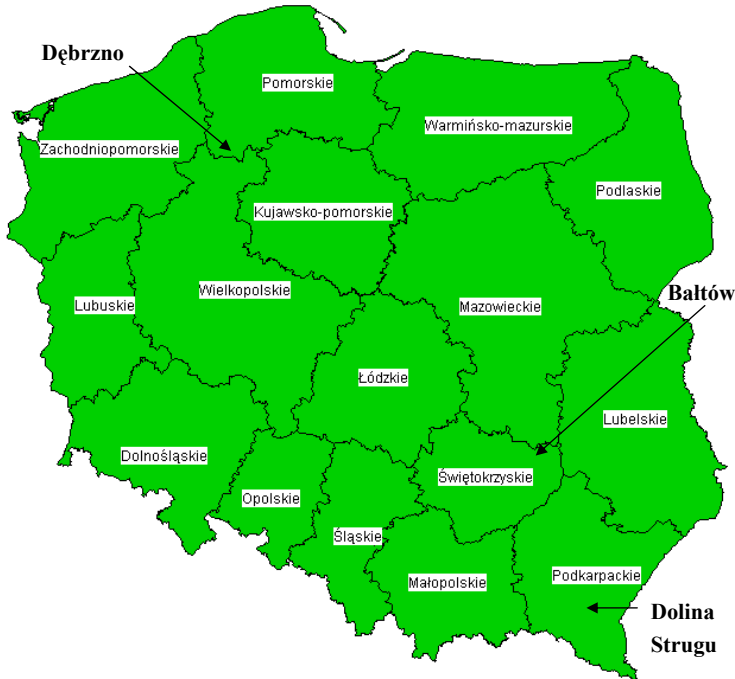 Dębrzno
Pomorskie
Warmińsko-mazurskie
Zachodniopomorskie
Podlaskie
Kujawsko-pomorskie
Wielkopolskie
Bałtów
Lubuskie
Mazowieckie
Łódzkie
Lubelskie
Dolnośląskie
Świętokrzyskie
Opolskie
Śląskie
Podkarpackie
Małopolskie
Dolina
Strugu